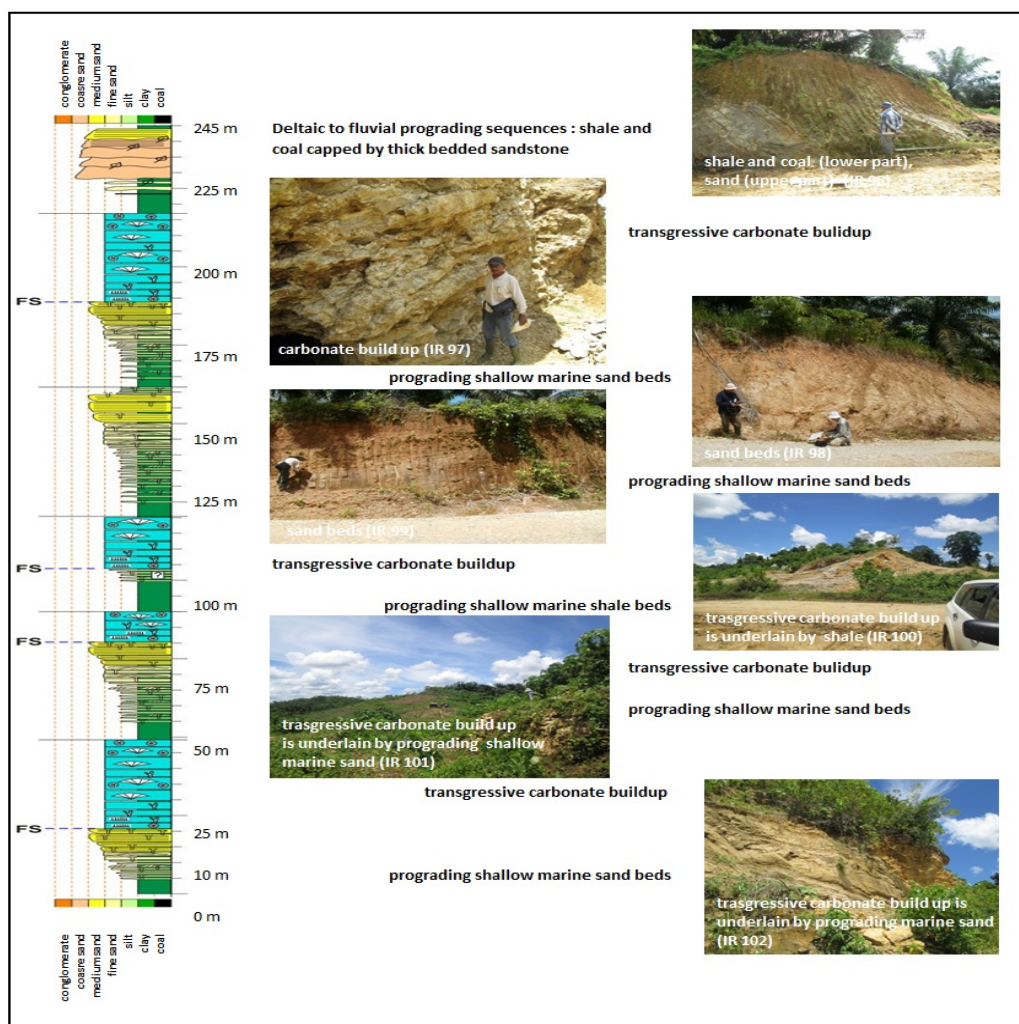 conglomerate
coasre sand
medium sand
fine sand
silt
clay
coal
245 m
225 m
200 m
FS
175 m
150 m
125 m
FS
?
100 m
FS
75 m
50 m
FS
25 m
10 m
0 m
conglomerate
coasre sand
medium sand
fine sand
silt
clay
coal
Deltaic to fluvial prograding sequences : shale and
coal capped by thick bedded sandstone
shale and coal (lower part),
sand (upper part) (IR 96)
transgressive carbonate bulidup
carbonate build up (IR 97)
prograding shallow marine sand beds
sand beds (IR 98)
sand beds (IR 99)
prograding shallow marine sand beds
transgressive carbonate buildup
prograding shallow marine shale beds
trasgressive carbonate build up
is underlain by shale (IR 100)
transgressive carbonate bulidup
trasgressive carbonate build up
is underlain by prograding shallow
marine sand (IR 101)
prograding shallow marine sand beds
transgressive carbonate buildup
prograding shallow marine sand beds
trasgressive carbonate build up is
underlain by prograding marine sand
(IR 102)